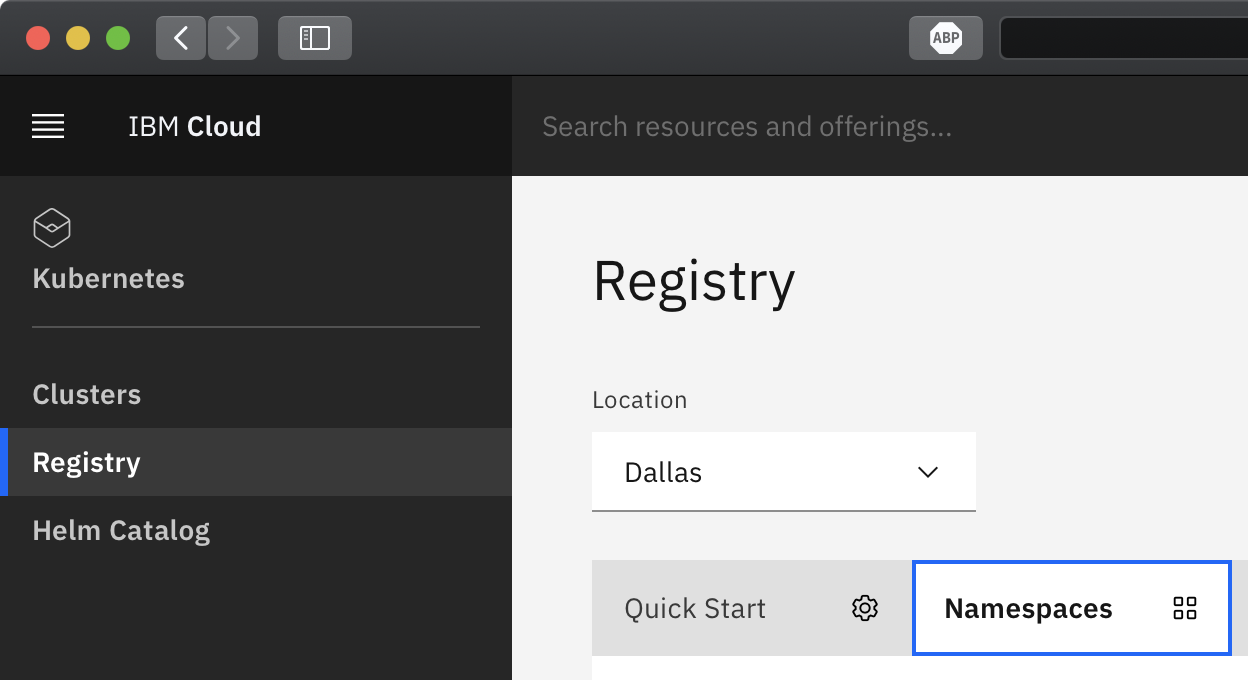 ABP
IBM Cloud
Search resources and offerings...
Kubernetes
Clusters
Registry
Helm Catalog
Registry
Location
Dallas
Quick Start
Namespaces